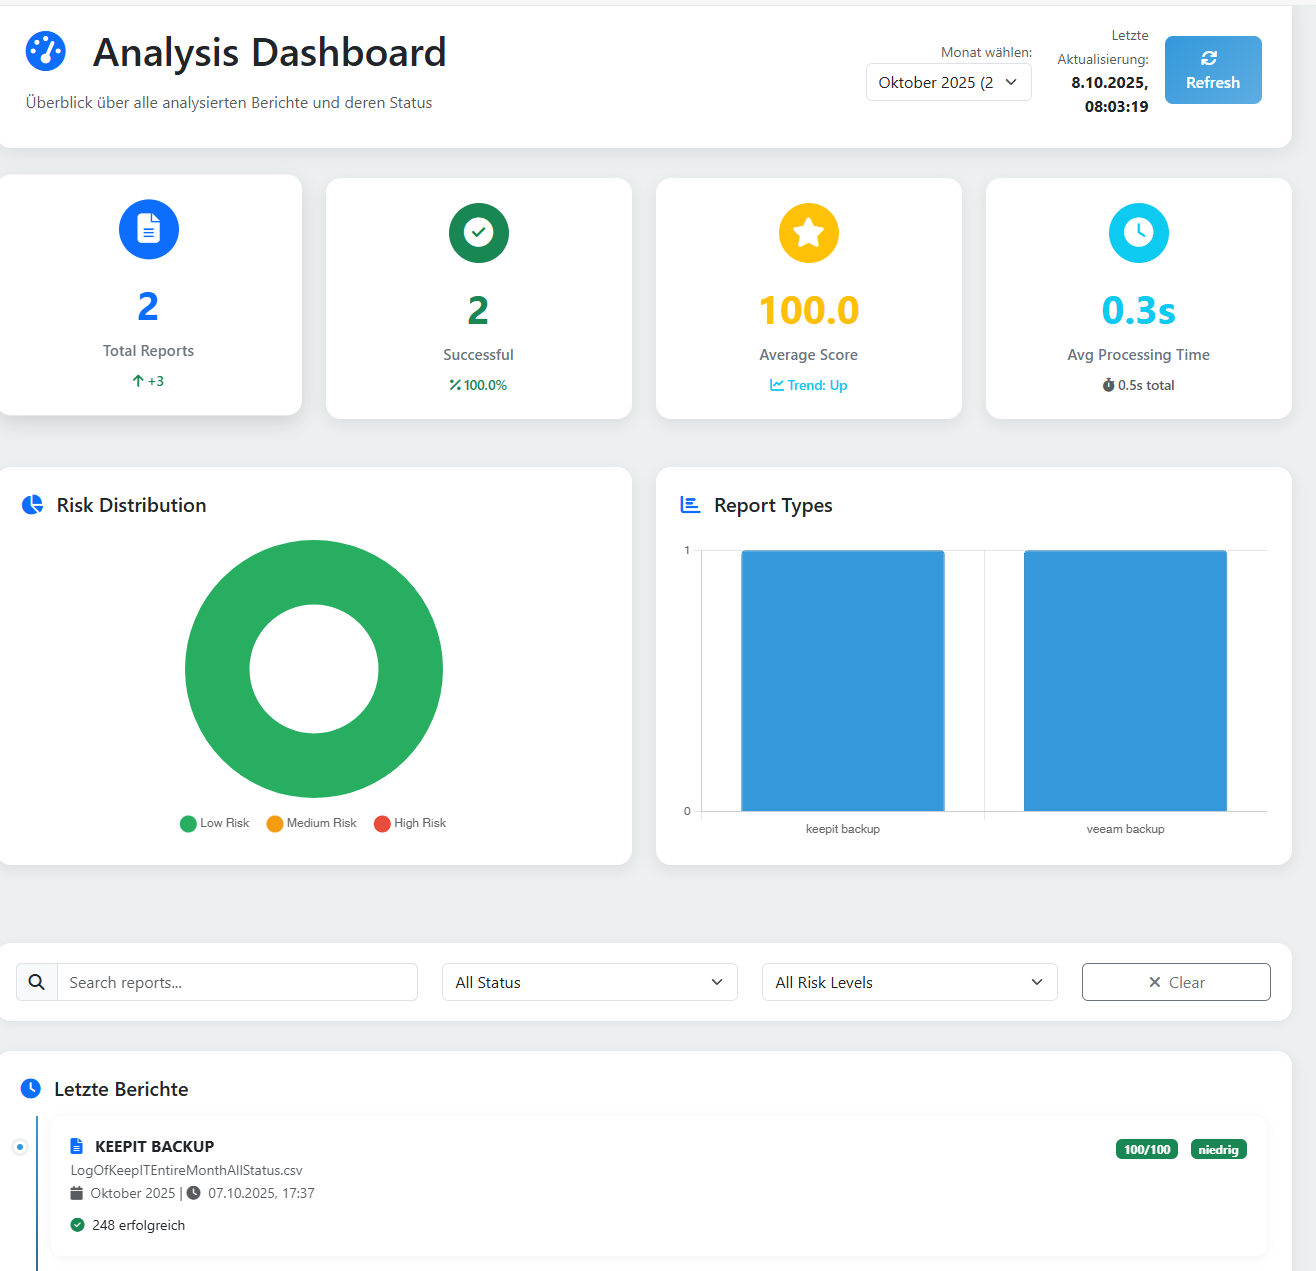 Analysis Dashboard
Überblick über alle analysierten Berichte und deren Status
Monat wählen:
Oktober 2025 (2
Letzte
Aktualisierung:
8.10.2025,
08:03:19
Refresh
2
Total Reports
+3
2
Successful
100.0%
100.0
Average Score
Trend: Up
0.3s
Avg Processing Time
0.5s total
Risk Distribution
Low Risk Medium Risk High Risk
Report Types
1
0
keepit backup veeam backup
Search reports...
All Status
All Risk Levels
Clear
Letzte Berichte
KEEPIT BACKUP
100/100 niedrig
LogOfKeepITEntireMonthAllStatus.csv
Oktober 2025 | 07.10.2025, 17:37
248 erfolgreich